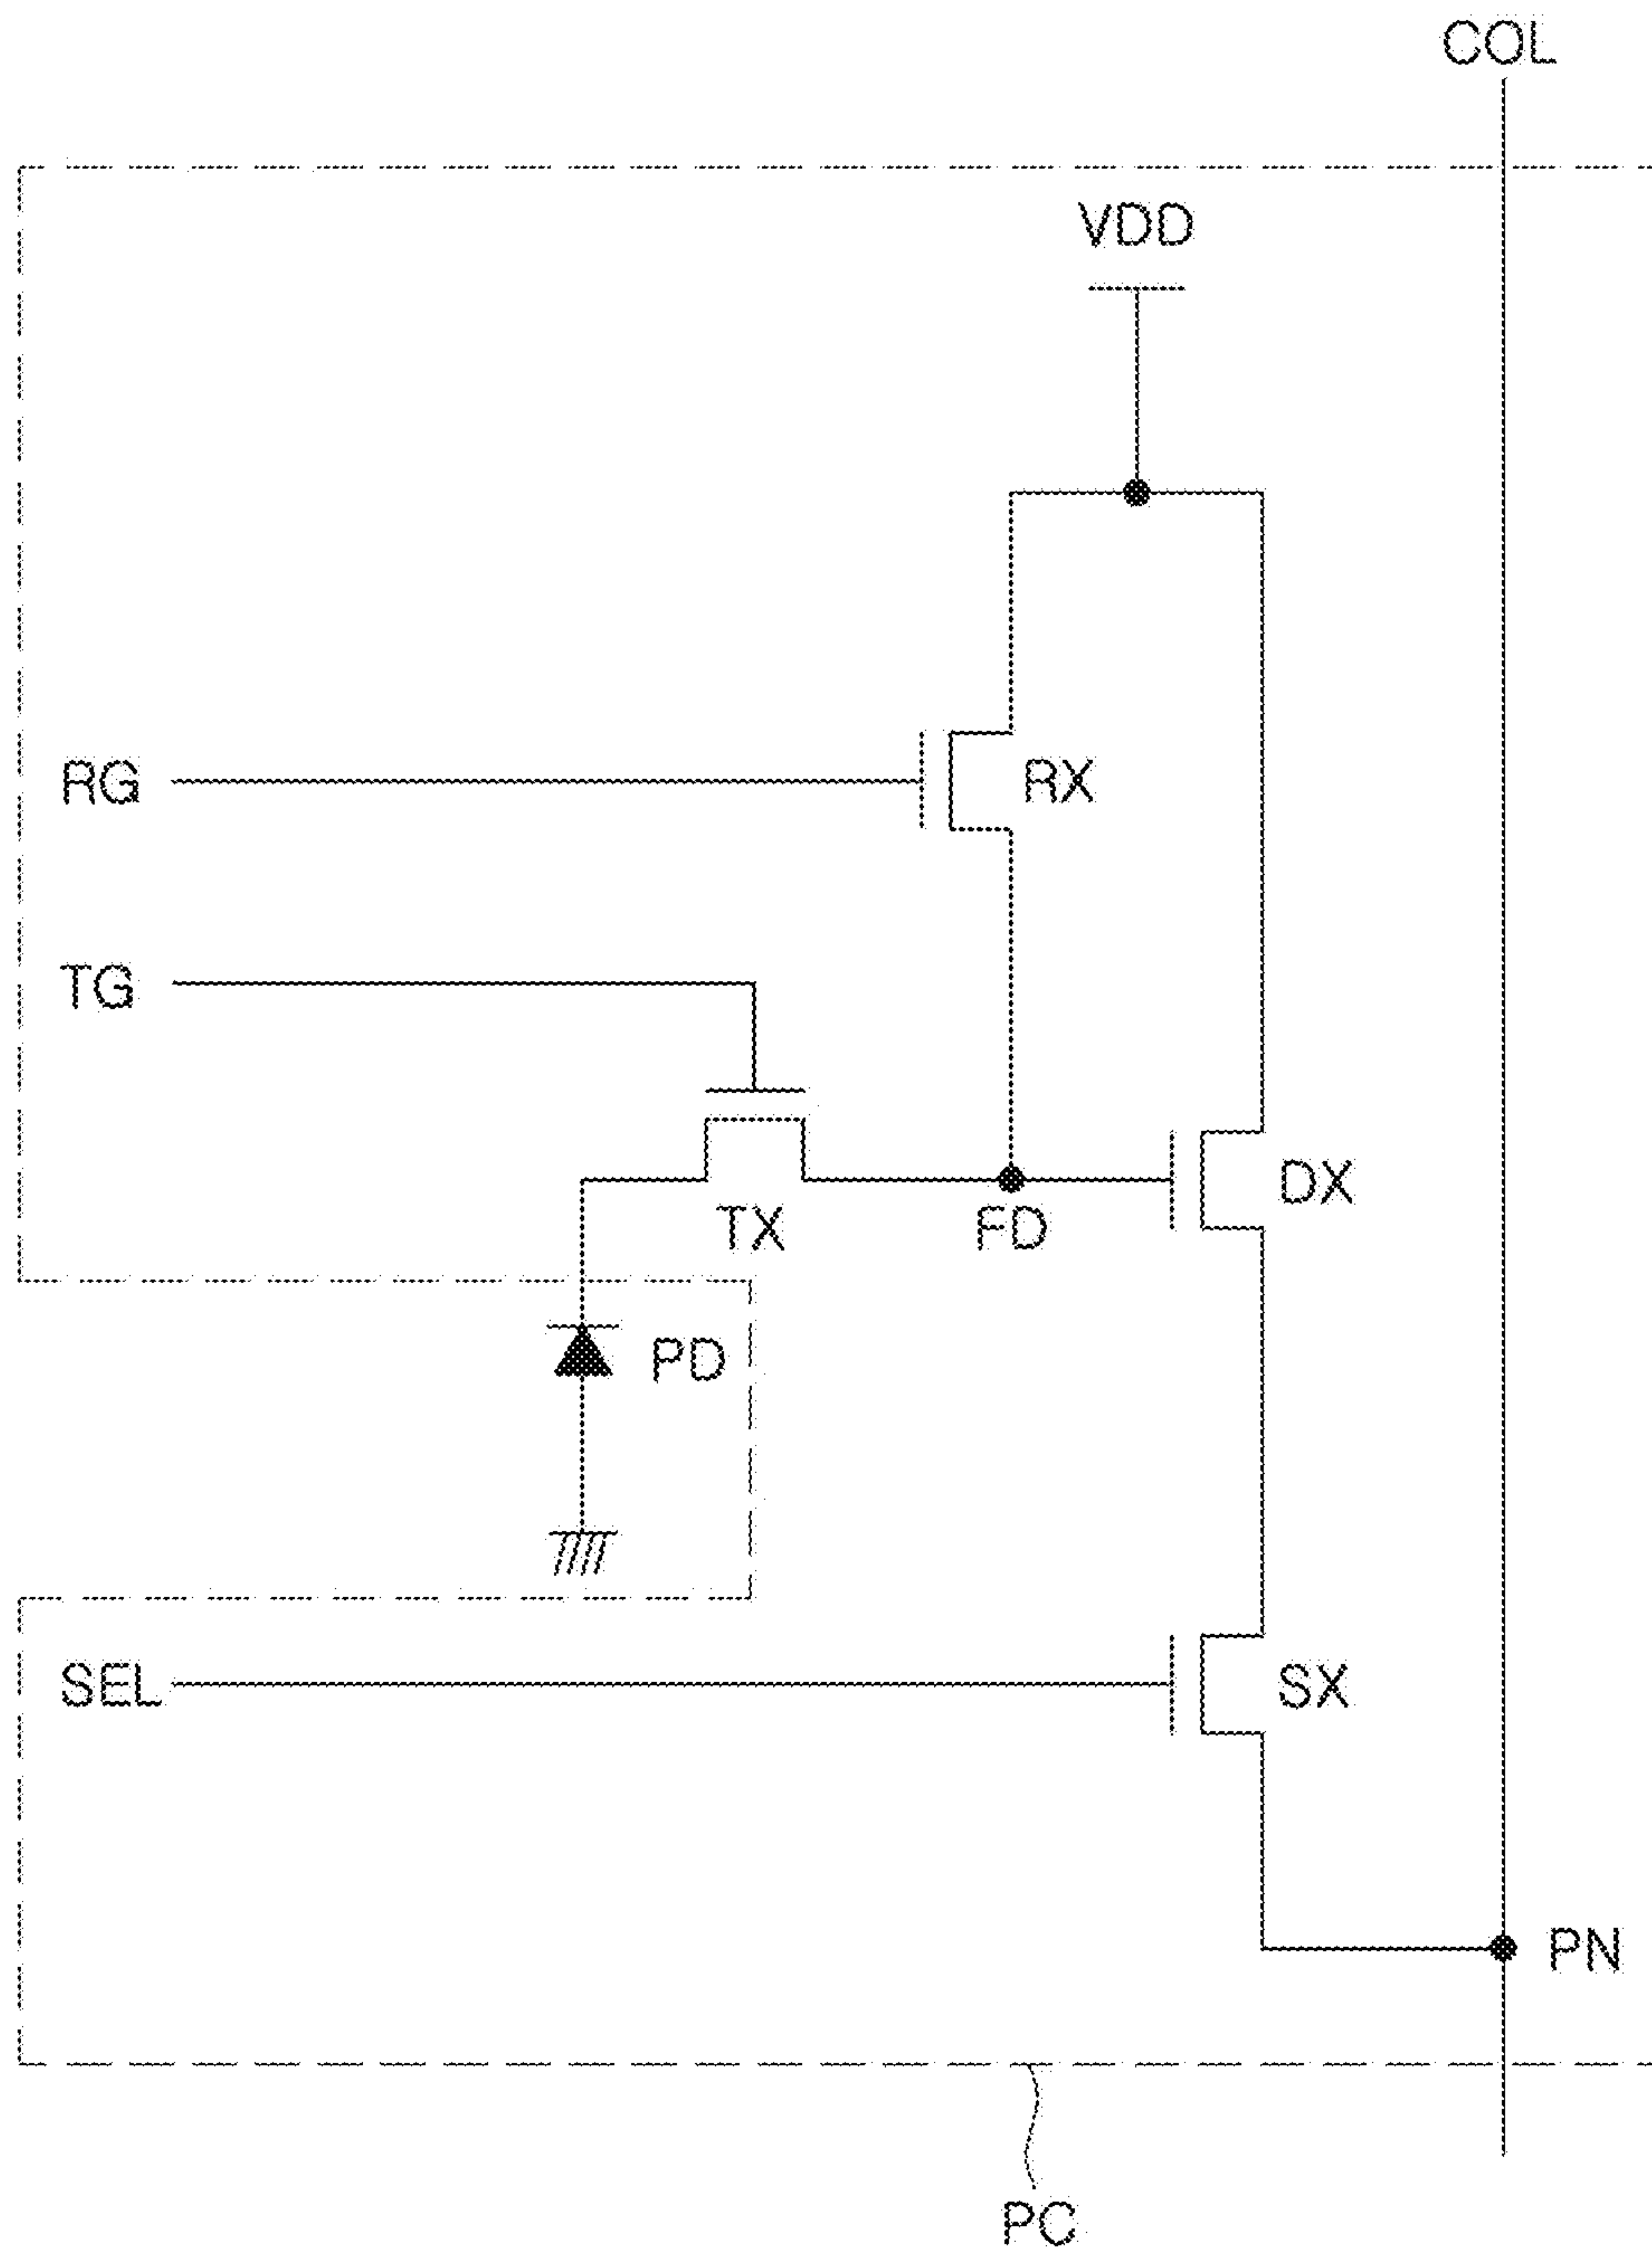 COL
VDD
RG
RX
TG
DX
TX
FD
PD
SEL
SX
PN
PC